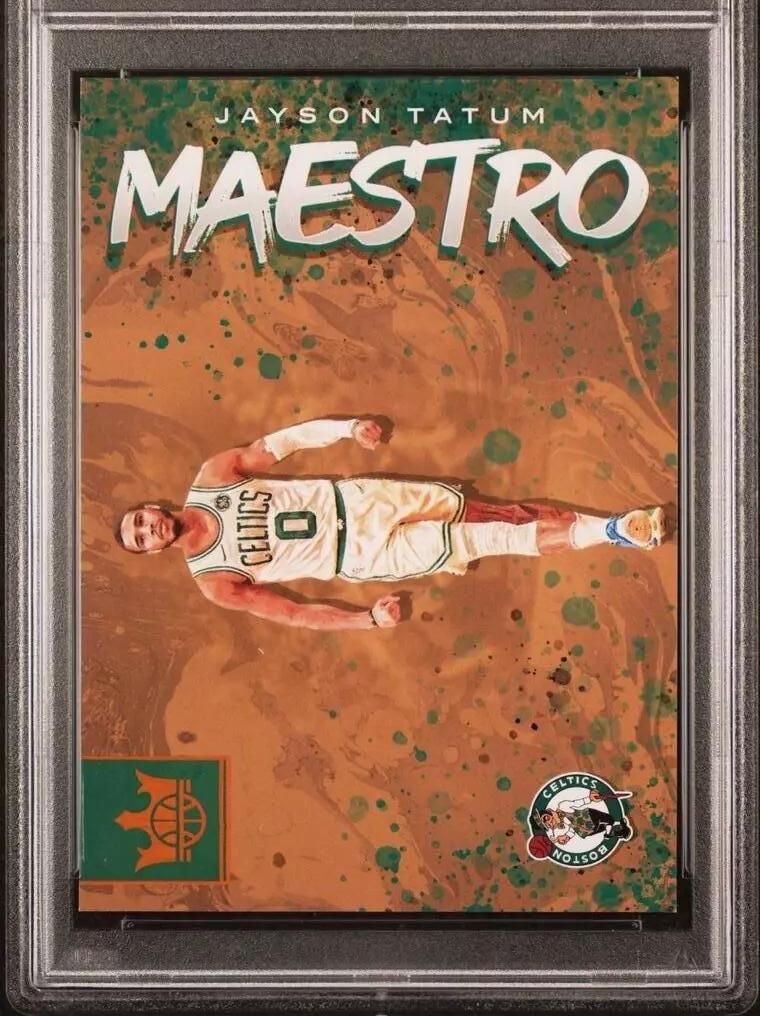 JAYSON TATUM
MAESTRO
CELTICS
0
CELTICS
BOSTON